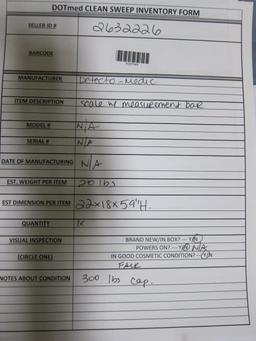 DOTmed CLEAN SWEEP INVENTORY FORM
SELLER ID # 2632226
BARCODE
MANUFACTURER Detecto-Medic
ITEM DESCRIPTION scale w/ measurement bar
MODEL # N/A
SERIAL # N/A
DATE OF MANUFACTURING N/A
EST. WEIGHT PER ITEM 20 lbs
EST DIMENSION PER ITEM 22x18x59"H.
QUANTITY
VISUAL INSPECTION BRAND NEW/IN BOX? --- Y/N
POWERS ON? --- Y/N N/A
(CIRCLE ONE) IN GOOD COSMETIC CONDITION? --Y/N
FAIR
NOTES ABOUT CONDITION 300 lbs cap.